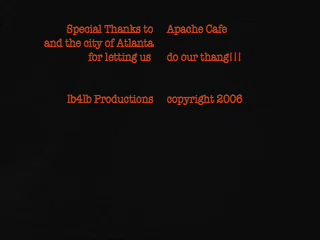 Special Thanks to Apache Cafe
and the city of Atlanta
for letting us do our thang!!!
lb4lb Productions copyright 2006